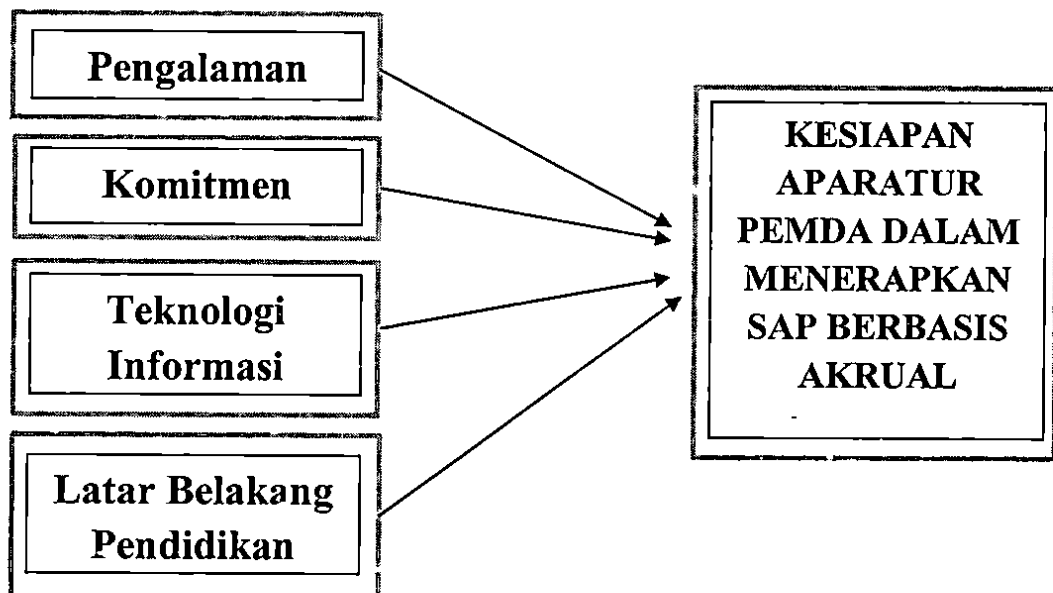 Pengalaman
Komitmen
Teknologi
Informasi
Latar Belakang
Pendidikan
KESIAPAN
APARATUR
PEMDA DALAM
MENERAPKAN
SAP BERBASIS
AKRUAL